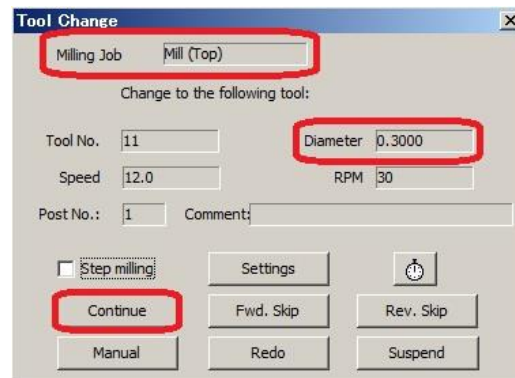 Tool Change
Milling Job Mill (Top)
Change to the following tool:
Tool No. 11 Diameter 0.3000
Speed 12.0 RPM 30
Post No.: 1 Comment:
Step milling Settings
Continue Fwd. Skip Rev. Skip
Manual Redo Suspend